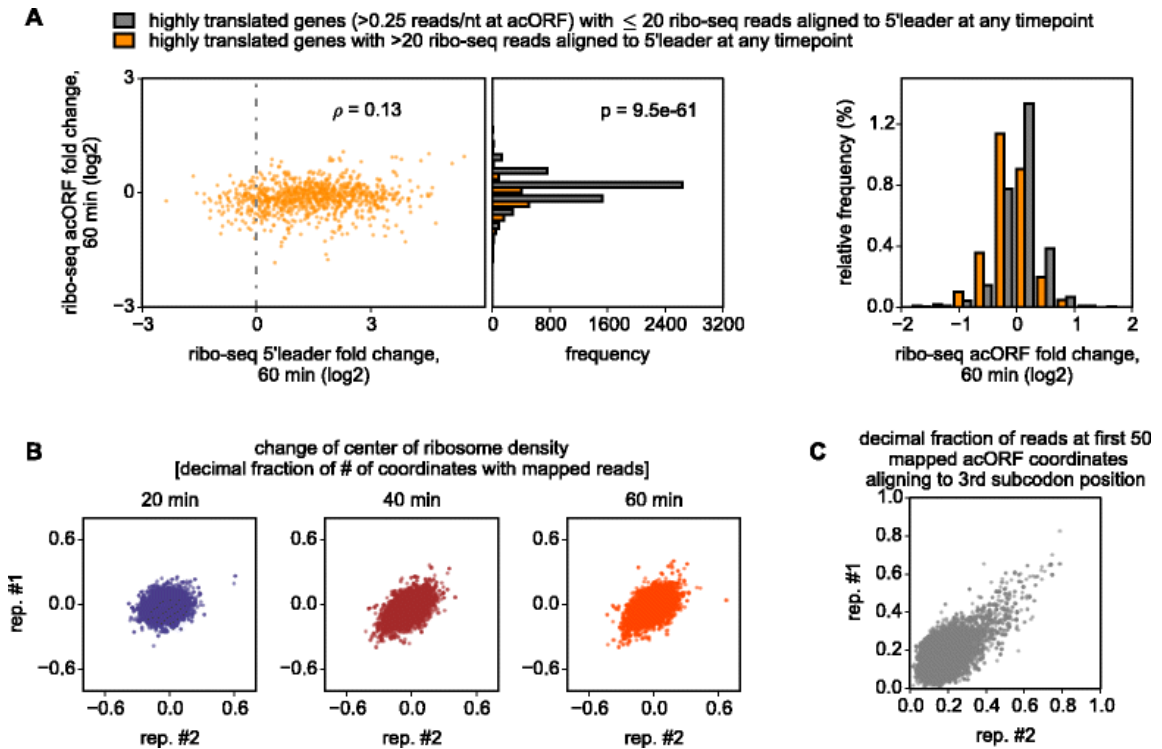 A
highly translated genes (>0.25 reads/nt at acORF) with ≤ 20 ribo-seq reads aligned to 5'leader at any timepoint
highly translated genes with >20 ribo-seq reads aligned to 5'leader at any timepoint
3
0
−3
ribo-seq acORF fold change,
60 min (log2)
ρ = 0.13
−3 0 3
ribo-seq 5'leader fold change,
60 min (log2)
p = 9.5e-61
0 800 1600 2400 3200
frequency
relative frequency (%)
1.2
0.8
0.4
0.0
−2 −1 0 1 2
ribo-seq acORF fold change,
60 min (log2)
B
change of center of ribosome density
[decimal fraction of # of coordinates with mapped reads]
20 min
40 min
60 min
rep. #1
0.6
0.0
−0.6
−0.6 0.0 0.6
rep. #2
0.6
0.0
−0.6
−0.6 0.0 0.6
rep. #2
0.6
0.0
−0.6
−0.6 0.0 0.6
rep. #2
C
decimal fraction of reads at first 50
mapped acORF coordinates
aligning to 3rd subcodon position
rep. #1
1.0
0.8
0.6
0.4
0.2
0.0
0.0 0.2 0.4 0.6 0.8 1.0
rep. #2